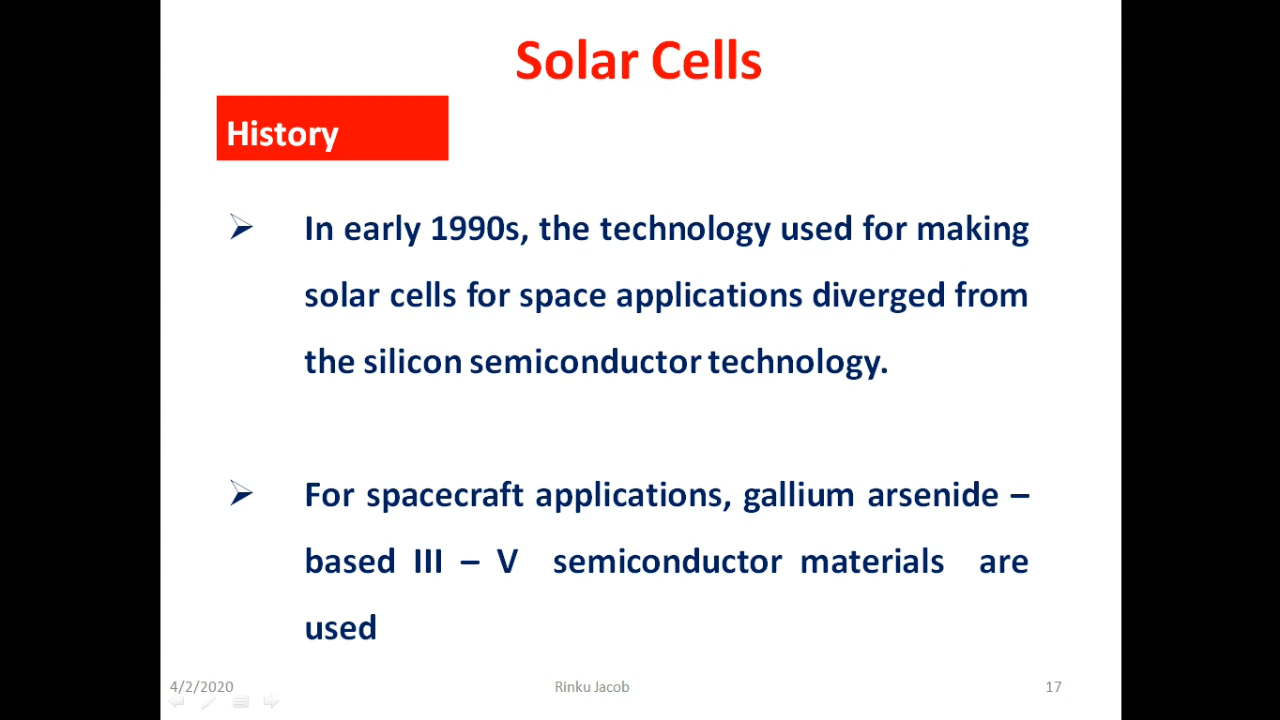 Solar Cells
History
In early 1990s, the technology used for making
solar cells for space applications diverged from
the silicon semiconductor technology.
For spacecraft applications, gallium arsenide –
based III – V semiconductor materials are
used
4/2/2020
Rinku Jacob
17